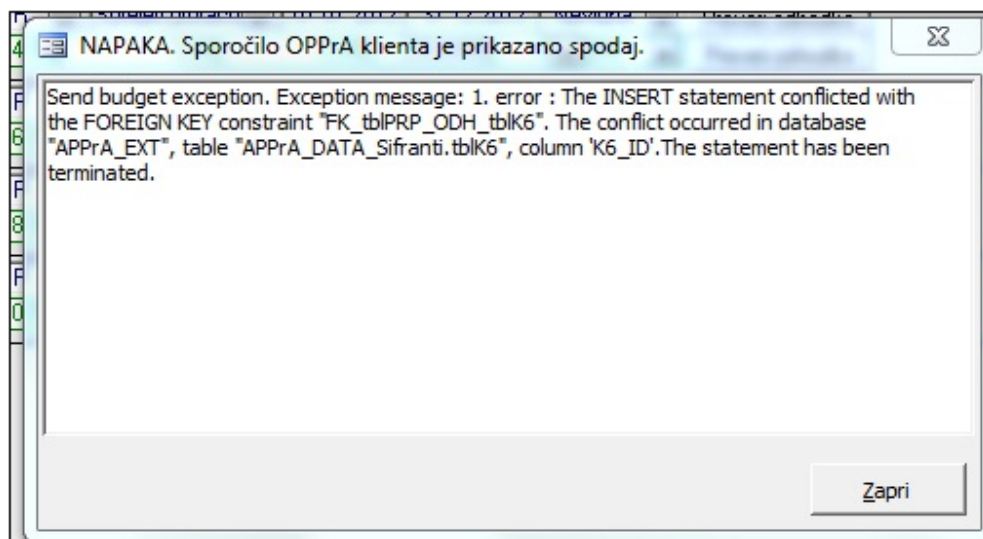 NAPAKA. Sporočilo OPPrA klienta je prikazano spodaj.
Send budget exception. Exception message: 1. error : The INSERT statement conflicted with
the FOREIGN KEY constraint "FK_tblPRP_ODH_tblK6". The conflict occurred in database
"APPrA_EXT", table "APPrA_DATA_Sifranti.tblK6", column 'K6_ID'.The statement has been
terminated.
Zapri